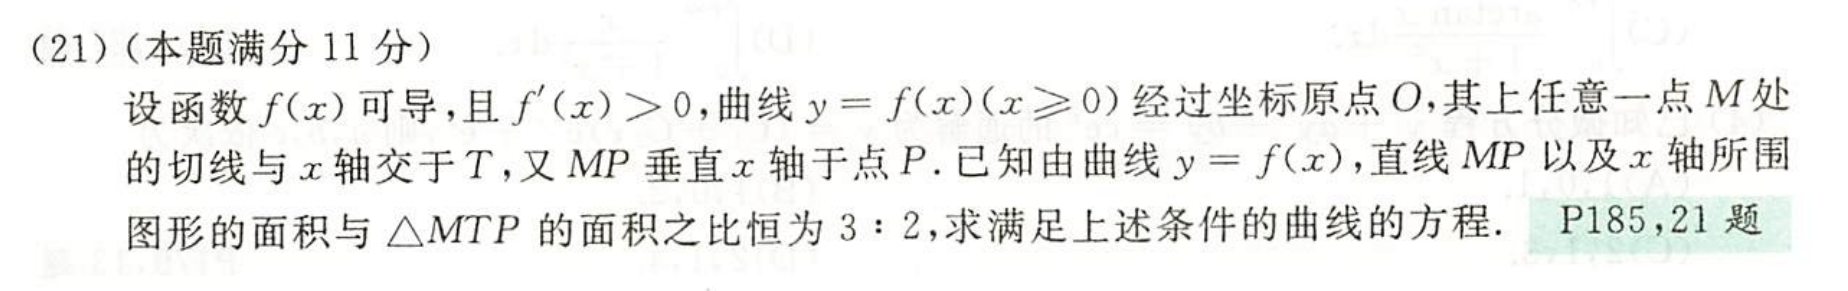 (21)(本题满分 11 分)
设函数 f(x) 可导,且 f′(x) > 0,曲线 y = f(x)(x ⩾ 0) 经过坐标原点 O,其上任意一点 M 处
的切线与 x 轴交于 T,又 MP 垂直 x 轴于点 P. 已知由曲线 y = f(x),直线 MP 以及 x 轴所围
图形的面积与 △MTP 的面积之比恒为 3 : 2,求满足上述条件的曲线的方程. P185,21 题